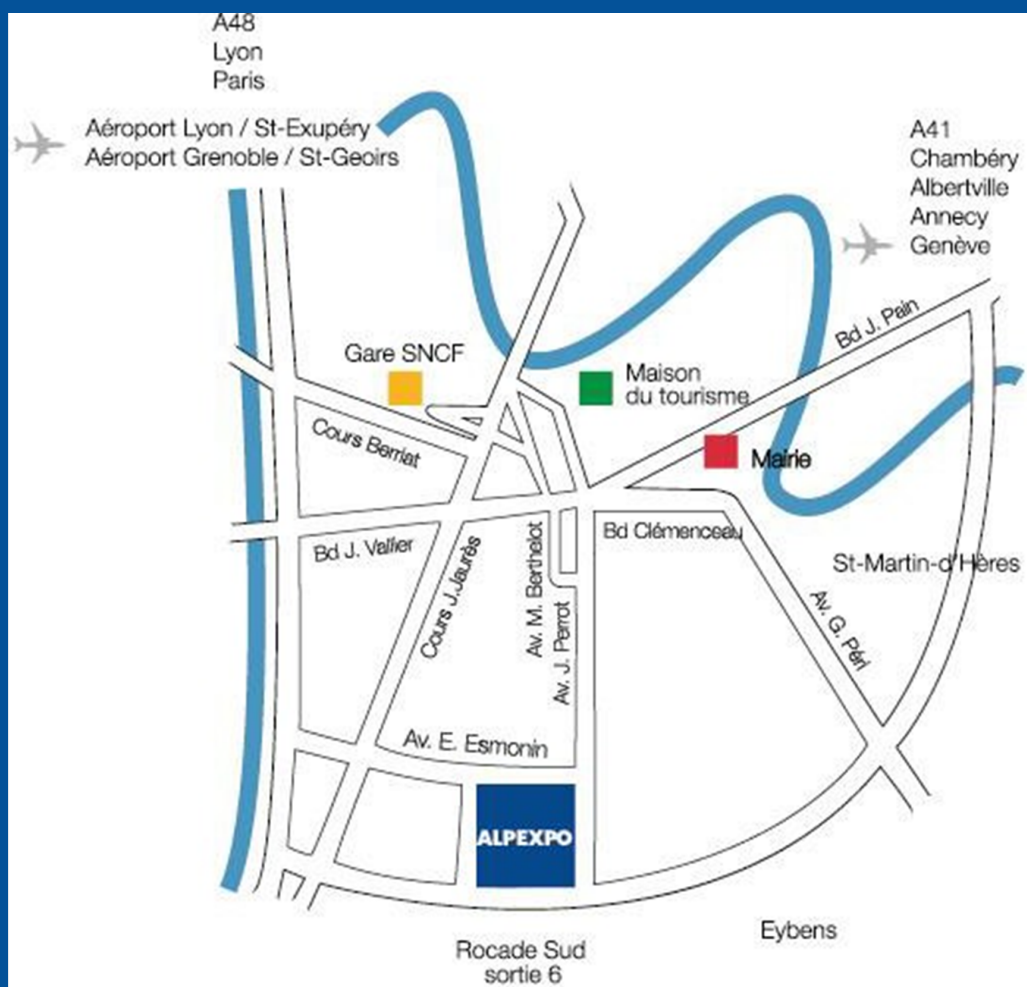 A48
Lyon
Paris
Aéroport Lyon / St-Exupéry
Aéroport Grenoble / St-Geoirs
A41
Chambéry
Albertville
Annecy
Genève
Bd J. Pain
Gare SNCF
Maison
du tourisme
Cours Berriat
Mairie
Bd J. Vallier
Cours J.Jaurès
Av. M. Berthelot
Av. J. Perrot
Bd Clémenceau
St-Martin-d'Hères
Av. G. Péri
Av. E. Esmonin
ALPEXPO
Eybens
Rocade Sud
sortie 6